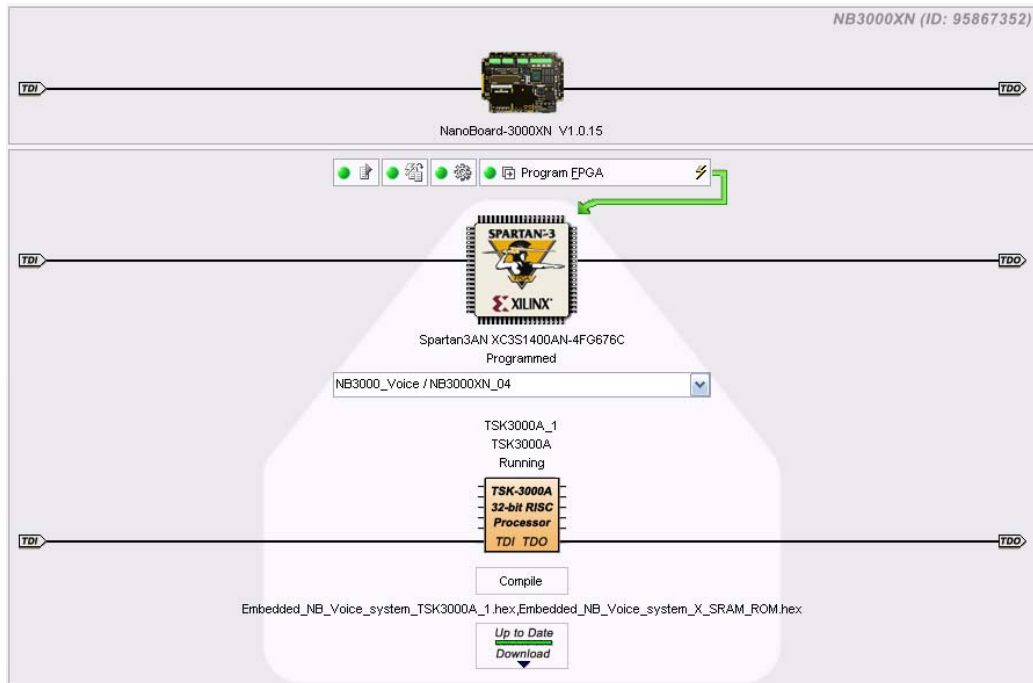 NB3000XN (ID: 95867352)
TDI
TDO
NanoBoard-3000XN V1.0.15
Program FPGA
TDI
SPARTAN-3
XILINX
TDO
Spartan3AN XC3S1400AN-4FG676C
Programmed
NB3000_Voice / NB3000XN_04
TSK3000A_1
TSK3000A
Running
TSK-3000A
32-bit RISC
Processor
TDI
TDI TDO
TDO
Compile
Embedded_NB_Voice_system_TSK3000A_1.hex,Embedded_NB_Voice_system_X_SRAM_ROM.hex
Up to Date
Download